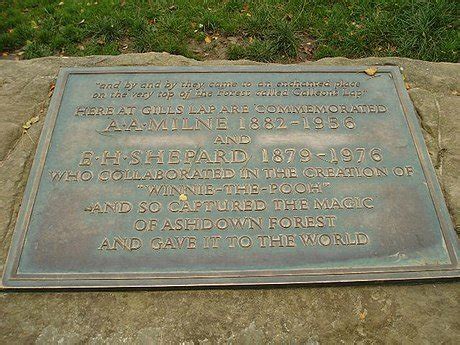 "and by and by they came to an enchanted place
on the very top of the Forest called Galleons Lap"
HERE AT GILLS LAP ARE COMMEMORATED
A·A·MILNE 1882-1956
AND
E·H·SHEPARD 1879-1976
WHO COLLABORATED IN THE CREATION OF
"WINNIE-THE-POOH"
AND SO CAPTURED THE MAGIC
OF ASHDOWN FOREST
AND GAVE IT TO THE WORLD